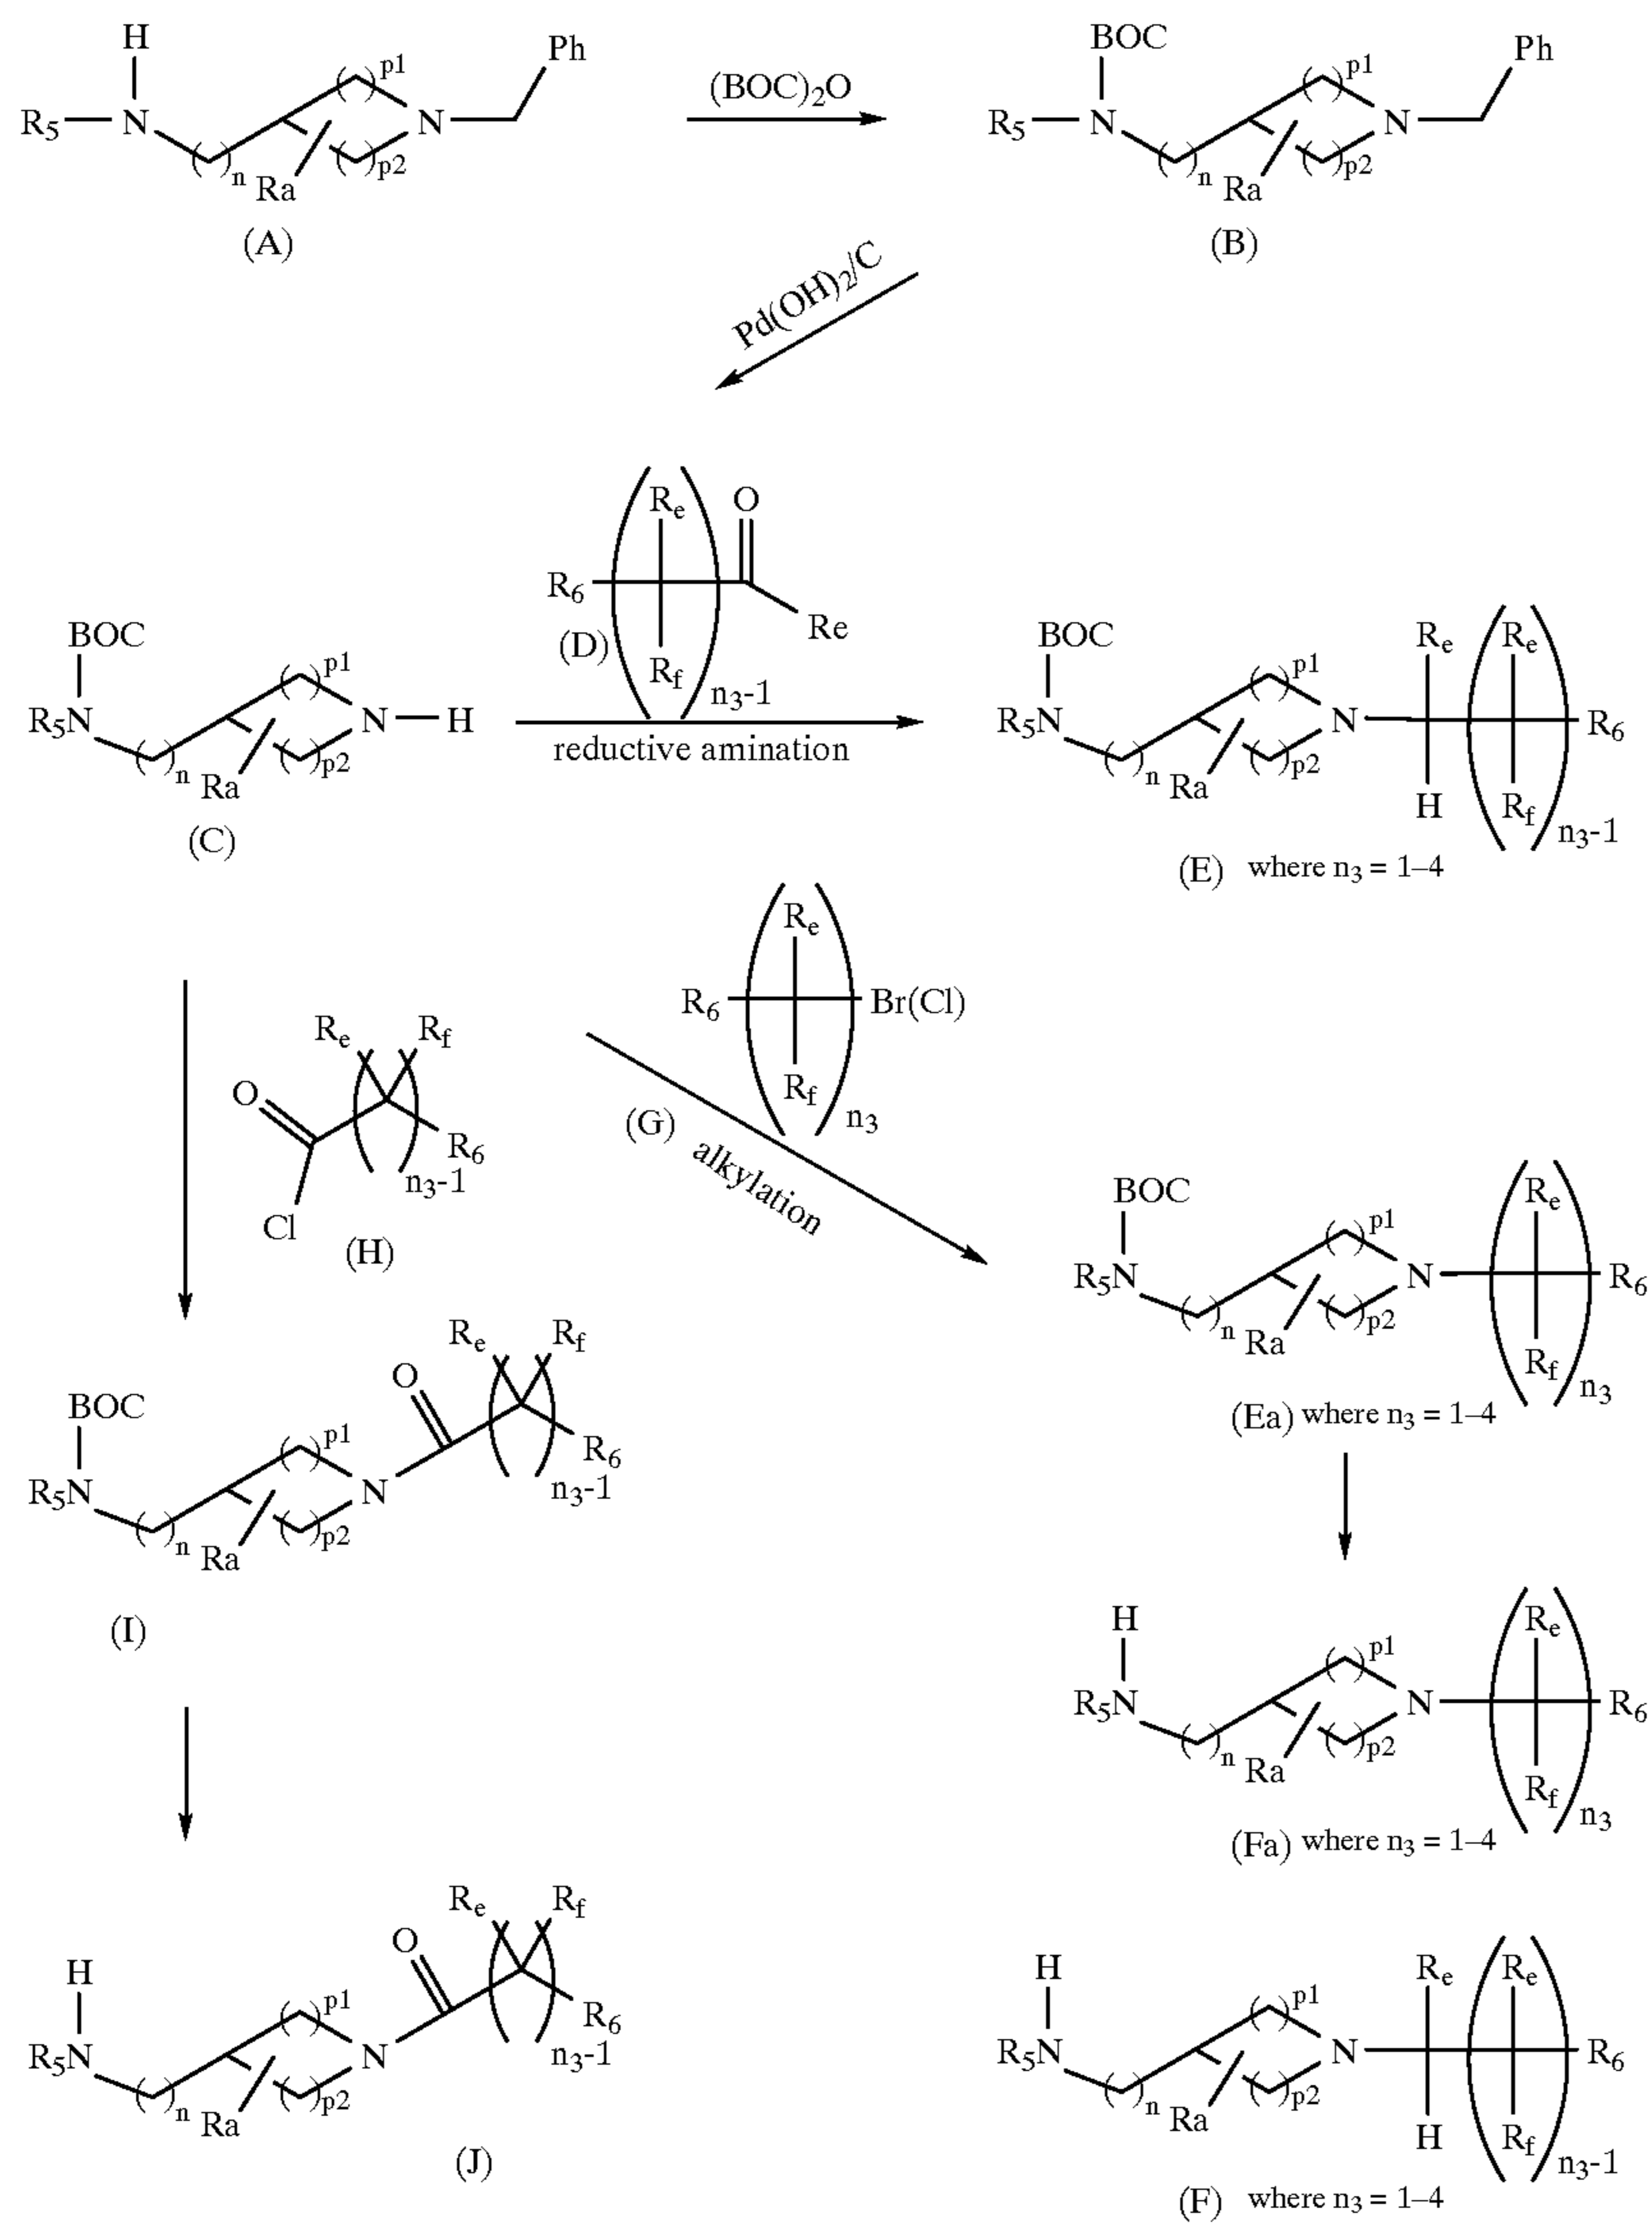 H
Ph
R5 N ( )n Ra ( )p1 ( )p2 N
(A)
(BOC)2O
BOC
Ph
R5 N ( )n Ra ( )p1 ( )p2 N
(B)
Pd(OH)2/C
Re
O
R6
Re
(D)
Rf
n3-1
reductive amination
BOC
R5N ( )n Ra ( )p1 ( )p2 N H
(C)
BOC
Re Re
R5N ( )n Ra ( )p1 ( )p2 N R6
H Rf n3-1
(E) where n3 = 1–4
Re
R6 Br(Cl)
Rf
n3
(G)
alkylation
Re Rf
O
R6
n3-1
Cl
(H)
BOC
Re
R5N ( )n Ra ( )p1 ( )p2 N R6
Rf n3
(Ea) where n3 = 1–4
Re Rf
O
BOC
R6
n3-1
R5N ( )n Ra ( )p1 ( )p2 N
(I)
H
Re
R5N ( )n Ra ( )p1 ( )p2 N R6
Rf n3
(Fa) where n3 = 1–4
Re Rf
O
H
R6
n3-1
R5N ( )n Ra ( )p1 ( )p2 N
(J)
H
Re Re
R5N ( )n Ra ( )p1 ( )p2 N R6
H Rf n3-1
(F) where n3 = 1–4